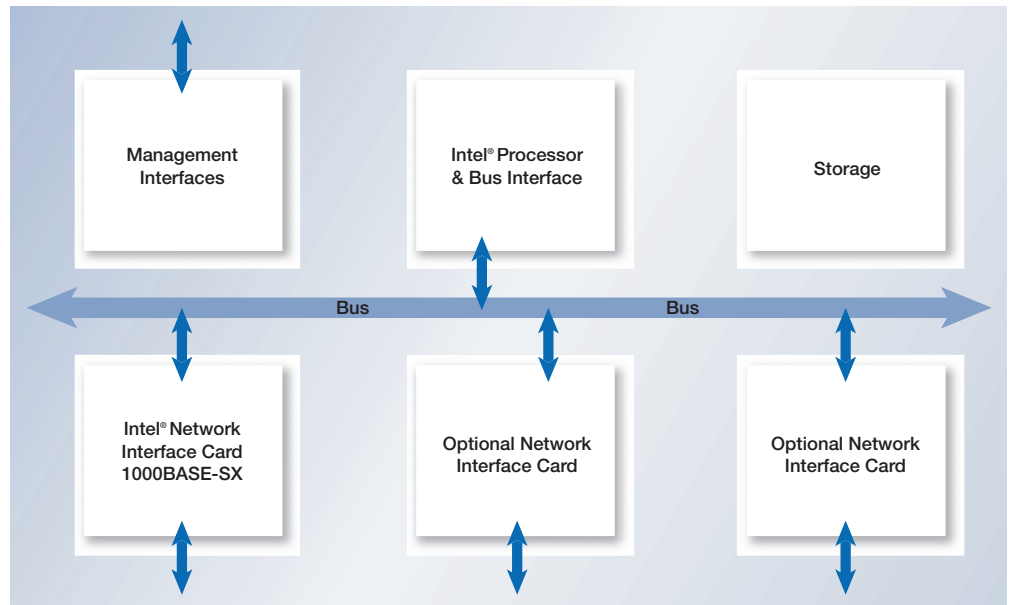 Management
Interfaces
Intel® Processor
& Bus Interface
Storage
Bus
Bus
Intel® Network
Interface Card
1000BASE-SX
Optional Network
Interface Card
Optional Network
Interface Card